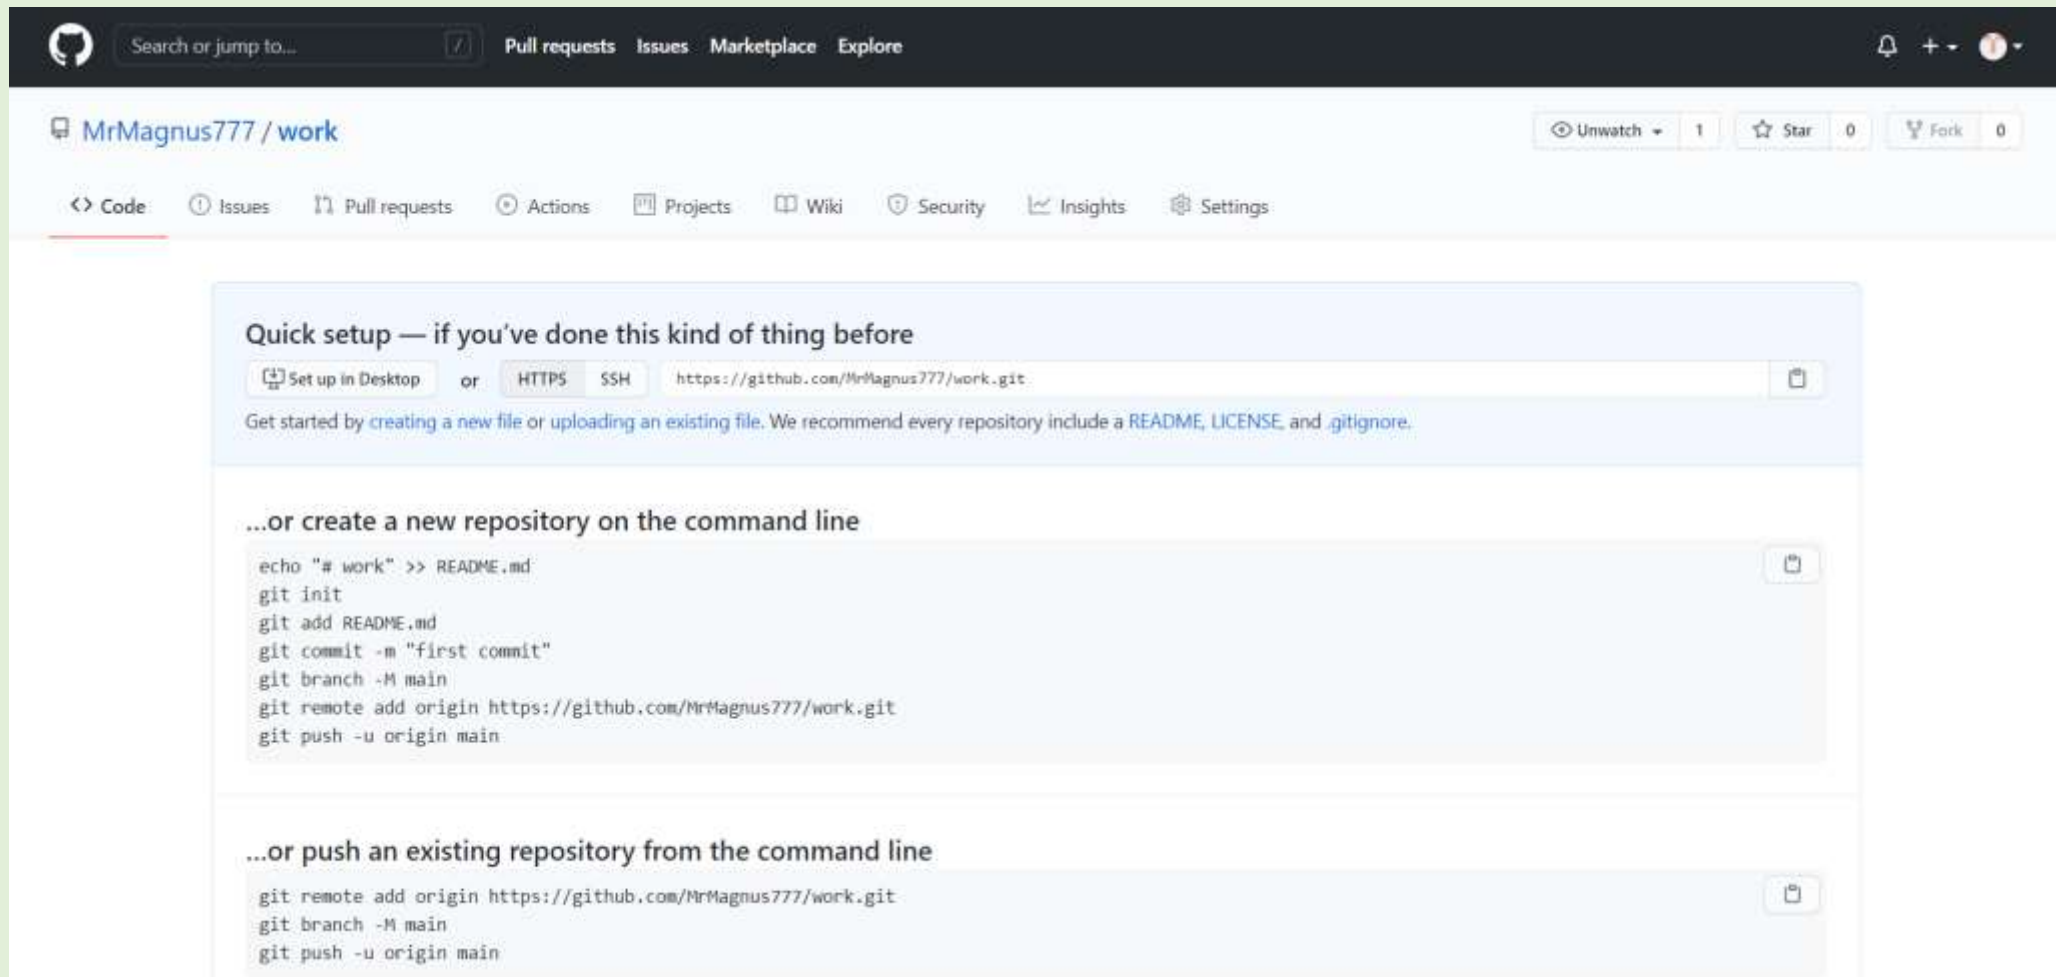 Search or jump to... / Pull requests Issues Marketplace Explore
MrMagnus777 / work Unwatch 1 Star 0 Fork 0
<> Code Issues Pull requests Actions Projects Wiki Security Insights Settings
Quick setup — if you've done this kind of thing before
Set up in Desktop or HTTPS SSH https://github.com/MrMagnus777/work.git
Get started by creating a new file or uploading an existing file. We recommend every repository include a README, LICENSE, and .gitignore.
...or create a new repository on the command line
echo "# work" >> README.md
git init
git add README.md
git commit -m "first commit"
git branch -M main
git remote add origin https://github.com/MrMagnus777/work.git
git push -u origin main
...or push an existing repository from the command line
git remote add origin https://github.com/MrMagnus777/work.git
git branch -M main
git push -u origin main